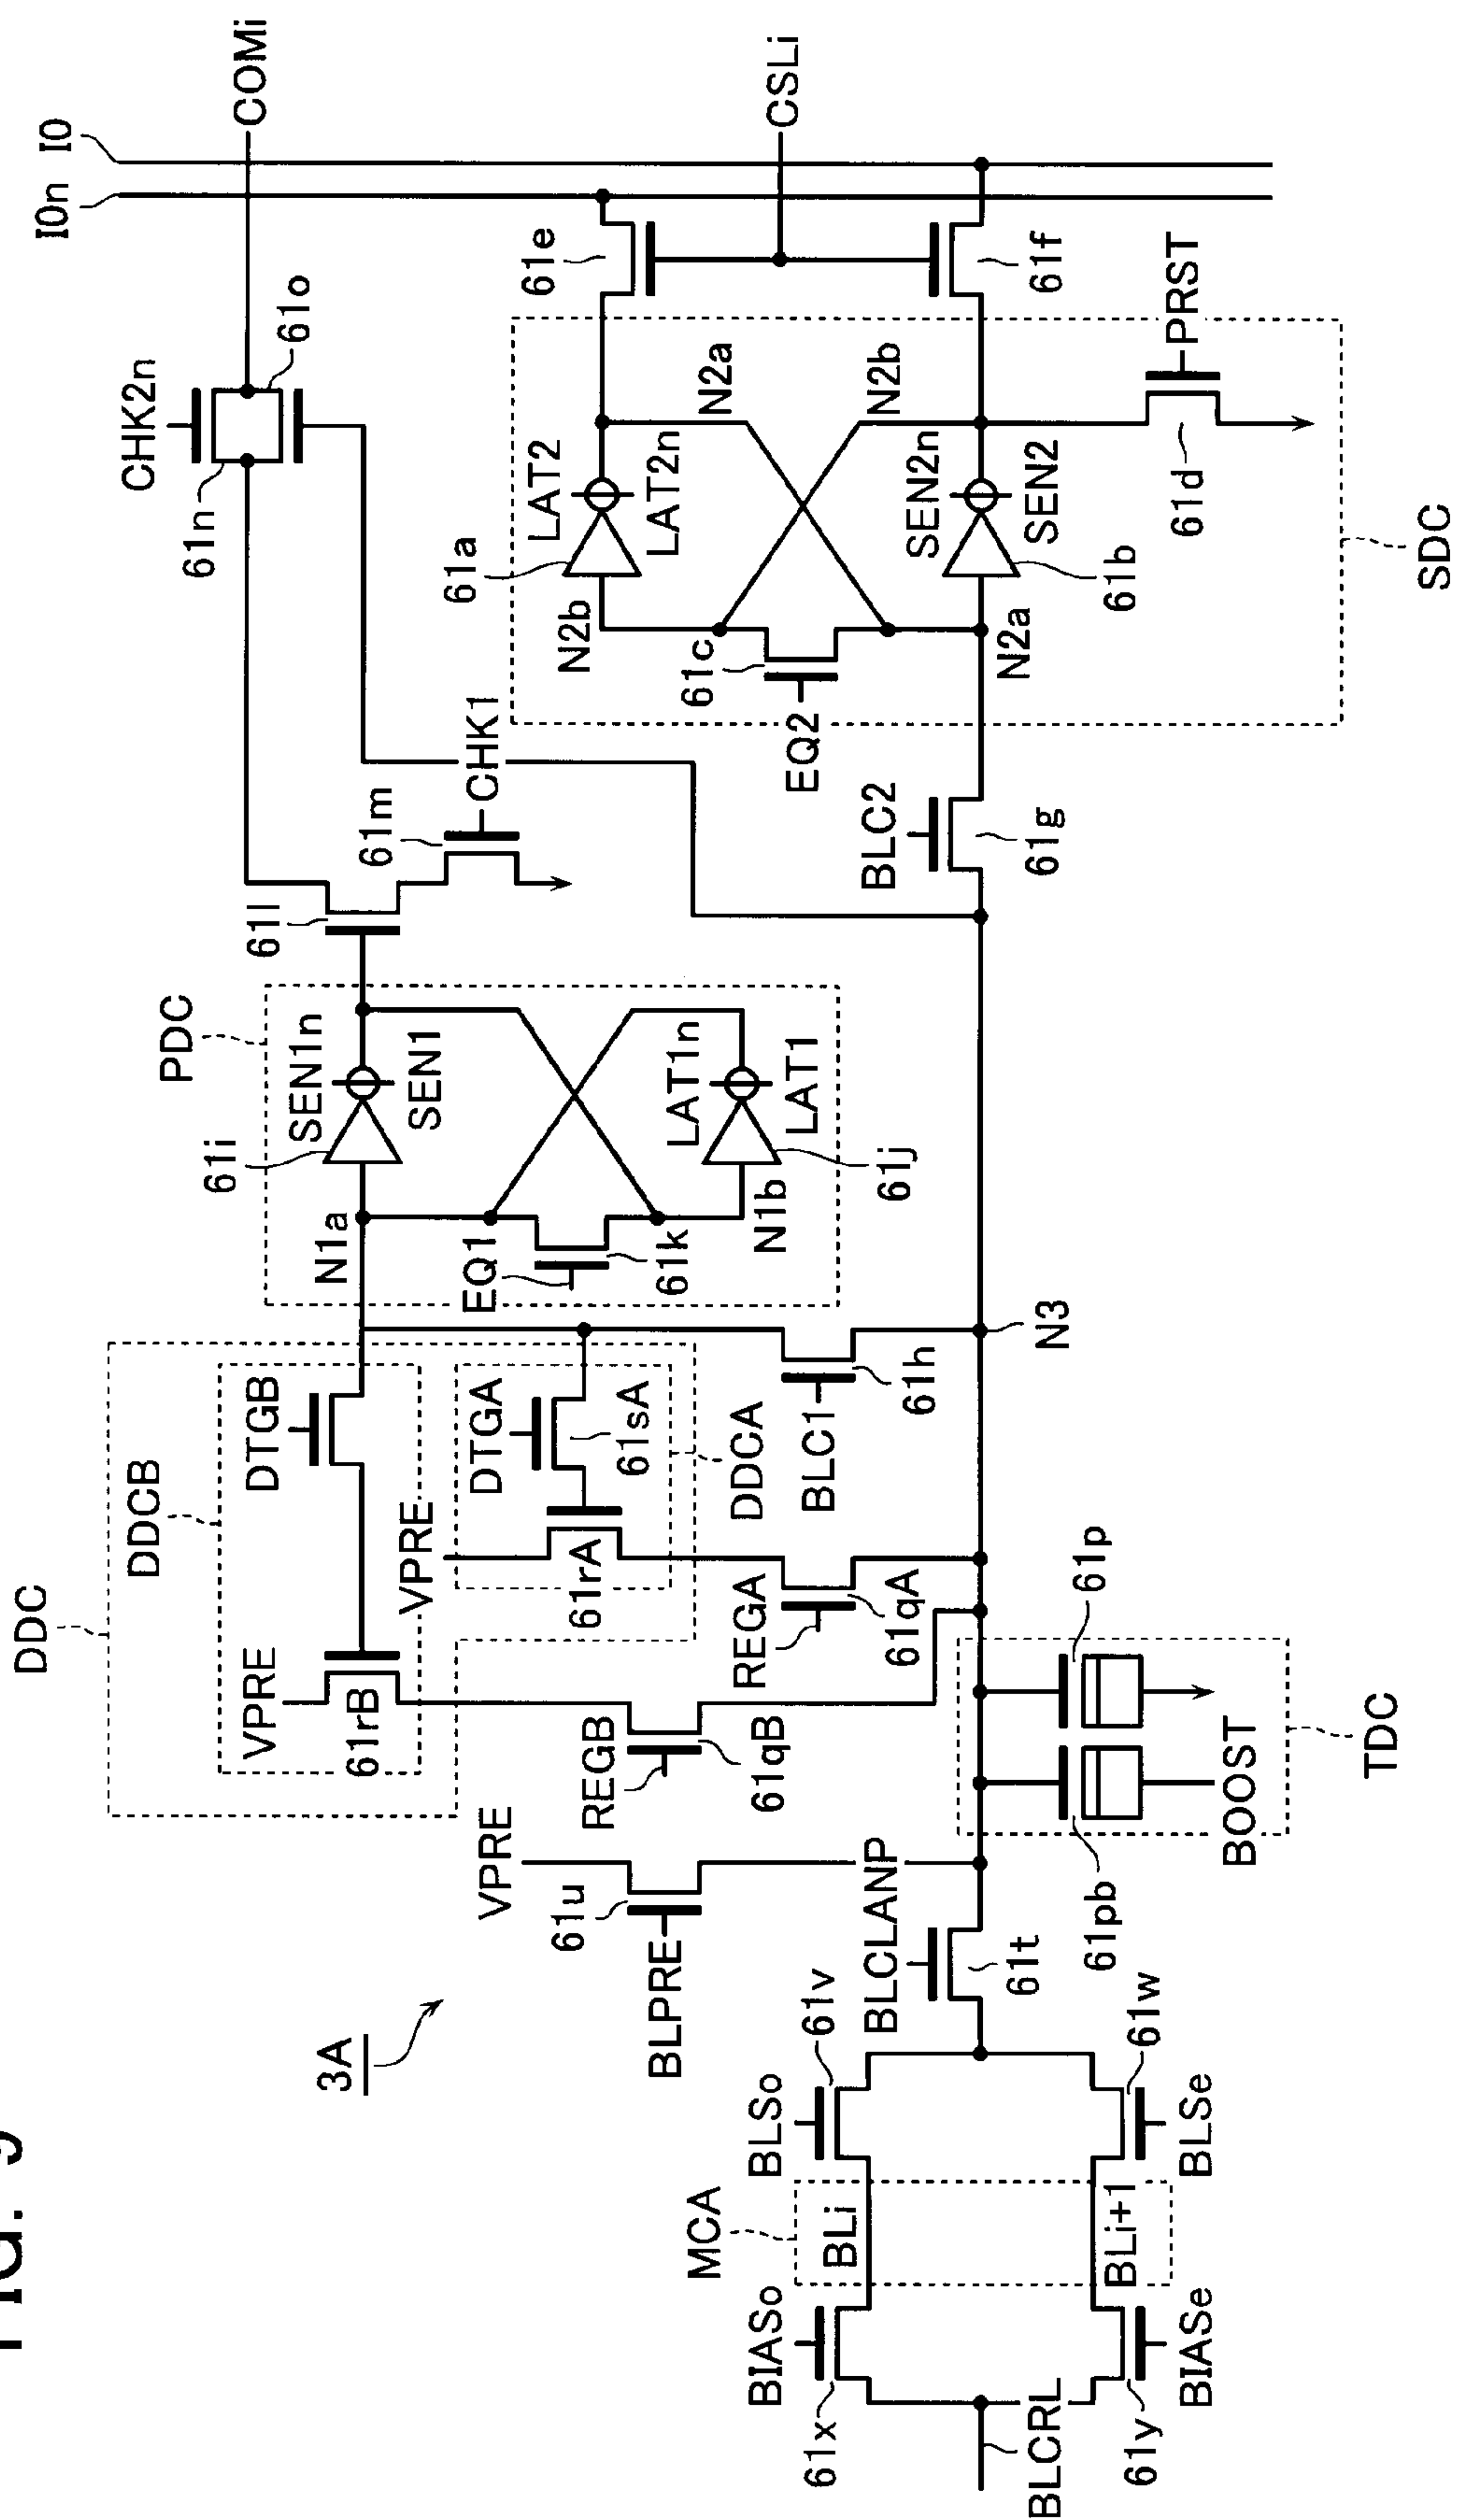 3A
DDC
DDCB
DTGB
VPRE
61rB
DTGA
61sA
VPRE
61rA
DDCA
REGA
61qA
REGB
61qB
BLC1
61h
N3
VPRE
61u
BLPRE
BLCLANP
61t
61p
61pb
BOOST
TDC
BLSo
61v
61w
BLSe
MCA
BLi
BLi+1
BIASo
61x
BLCRL
61y
BIASe
PDC
61i
SEN1n
SEN1
N1a
EQ1
61k
N1b
LAT1n
LAT1
61j
61l
61m
CHK1
CHK2n
61n
61o
COMi
IOn
IO
CSLi
61e
61f
LAT2
LAT2n
61a
N2a
N2b
N2b
61c
EQ2
SEN2n
SEN2
61b
N2a
61d
PRST
SDC
BLC2
61g